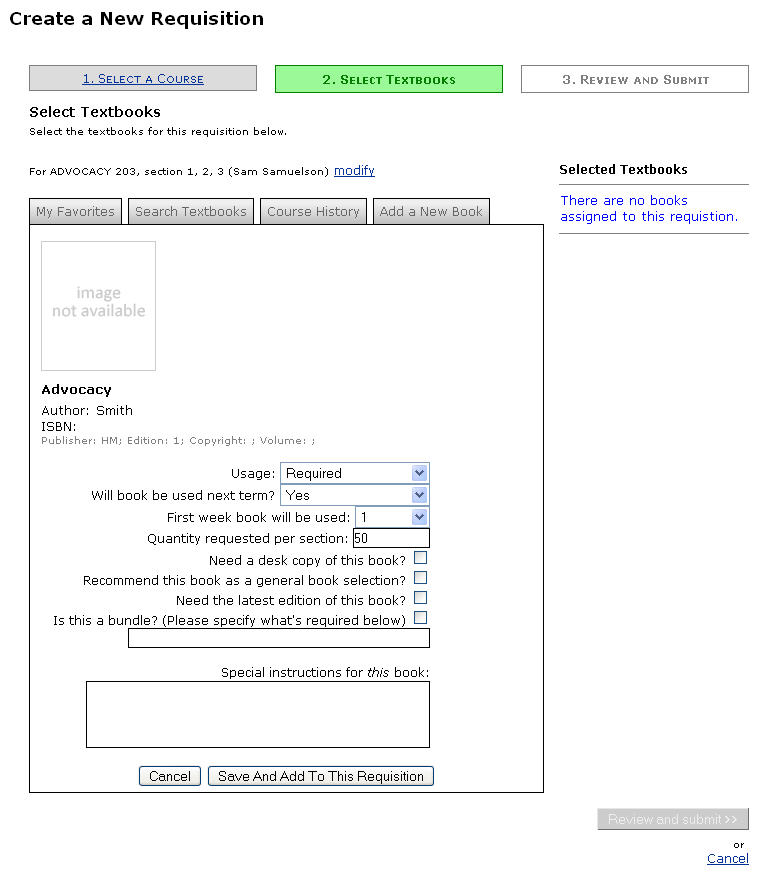 Create a New Requisition
1. Select a Course
2. Select Textbooks
3. Review and Submit
Select Textbooks
Select the textbooks for this requisition below.
For ADVOCACY 203, section 1, 2, 3 (Sam Samuelson) modify
Selected Textbooks
There are no books
assigned to this requistion.
My Favorites
Search Textbooks
Course History
Add a New Book
image
not available
Advocacy
Author: Smith
ISBN:
Publisher: HM; Edition: 1; Copyright: ; Volume: ;
Usage: Required
Will book be used next term? Yes
First week book will be used: 1
Quantity requested per section: 50
Need a desk copy of this book?
Recommend this book as a general book selection?
Need the latest edition of this book?
Is this a bundle? (Please specify what's required below)
Special instructions for this book:
Cancel
Save And Add To This Requisition
Review and submit >>
or
Cancel